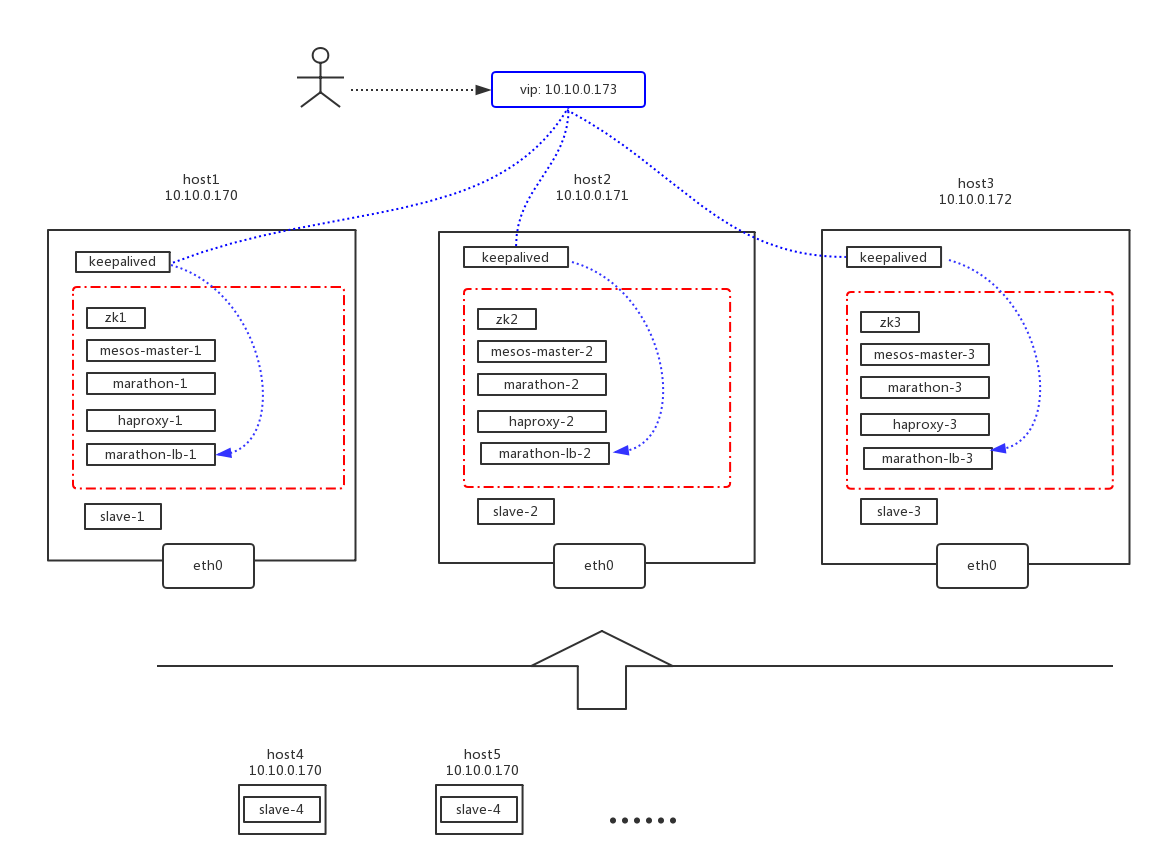 vip: 10.10.0.173
host1
10.10.0.170
host2
10.10.0.171
host3
10.10.0.172
keepalived
zk1
mesos-master-1
marathon-1
haproxy-1
marathon-lb-1
slave-1
eth0
keepalived
zk2
mesos-master-2
marathon-2
haproxy-2
marathon-lb-2
slave-2
eth0
keepalived
zk3
mesos-master-3
marathon-3
haproxy-3
marathon-lb-3
slave-3
eth0
host4
10.10.0.170
slave-4
host5
10.10.0.170
slave-4
......